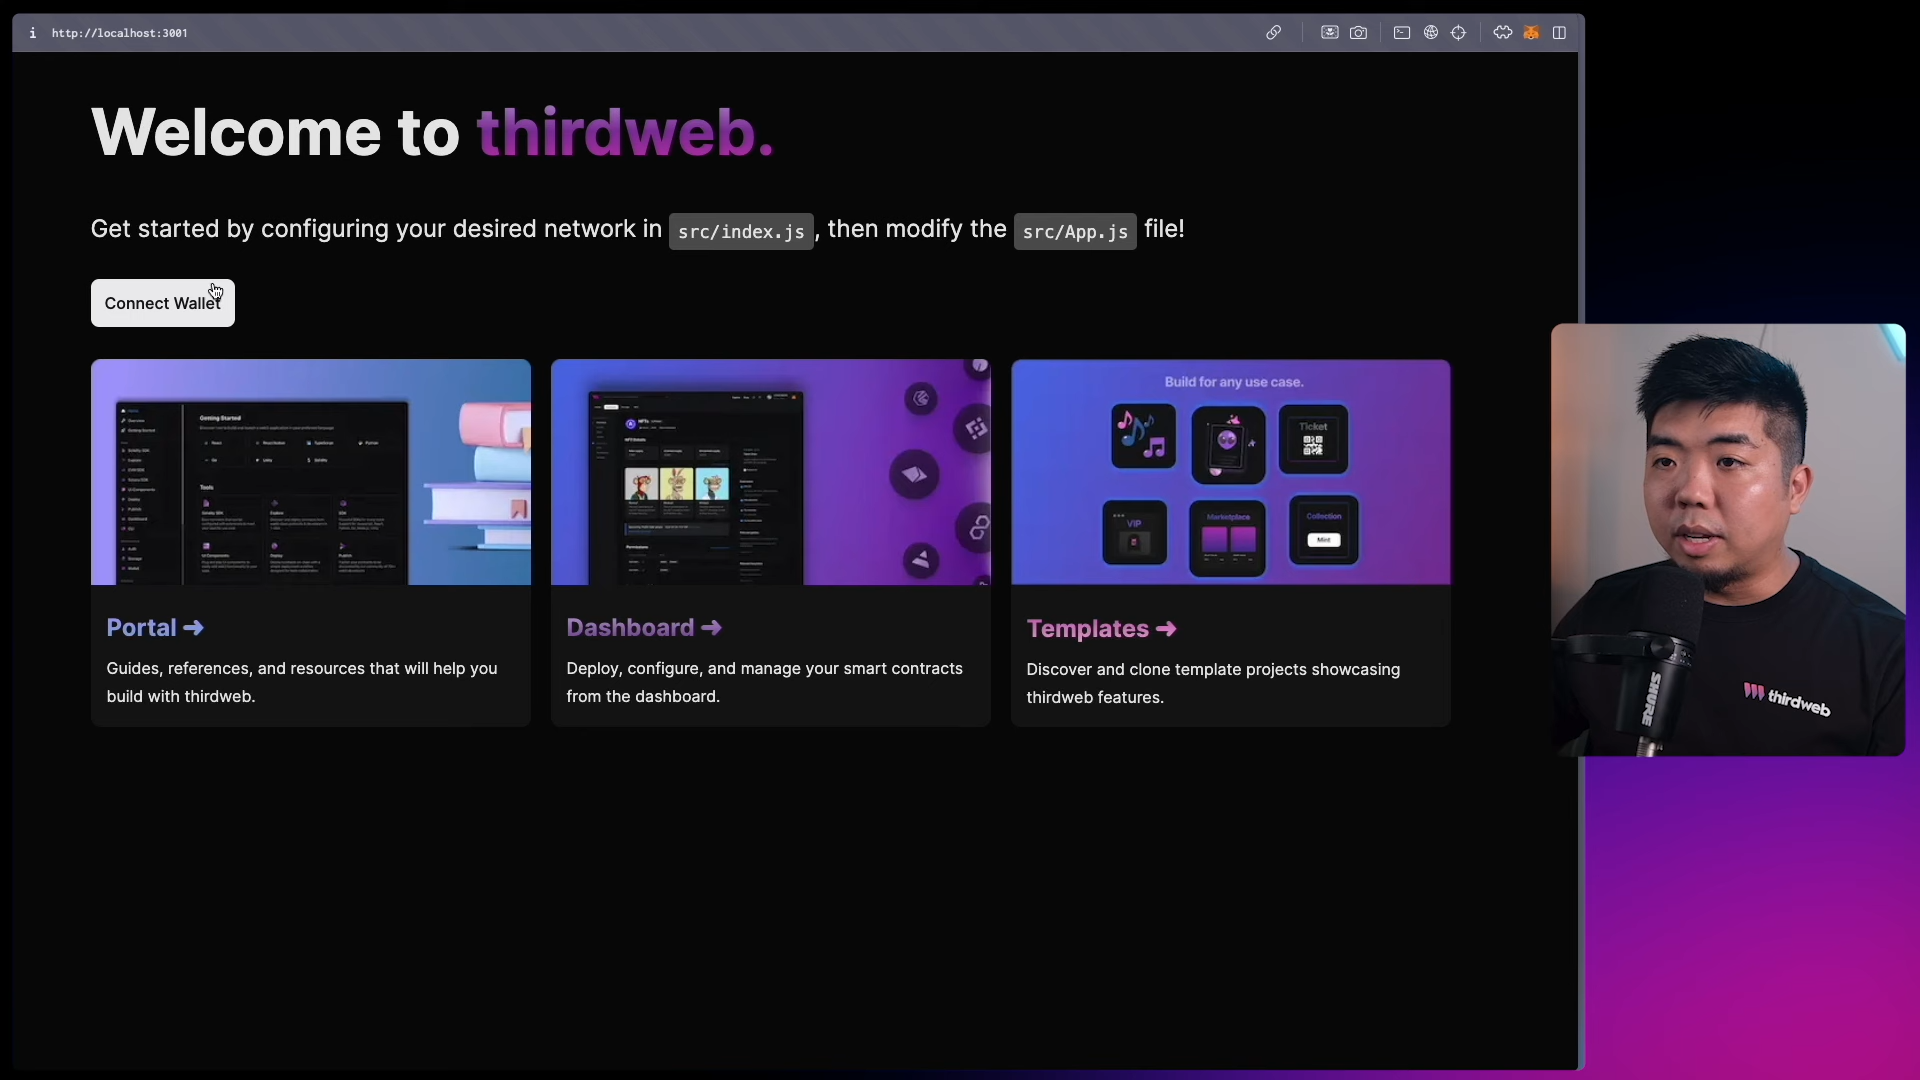 http://localhost:3001
Welcome to thirdweb.
Get started by configuring your desired network in src/index.js, then modify the src/App.js file!
Connect Wallet
Getting Started
Tools
Build for any use case.
Ticket
VIP
Marketplace
Collection
Mint
Portal ➜
Guides, references, and resources that will help you
build with thirdweb.
Dashboard ➜
Deploy, configure, and manage your smart contracts
from the dashboard.
Templates ➜
Discover and clone template projects showcasing
thirdweb features.
SHURE
thirdweb